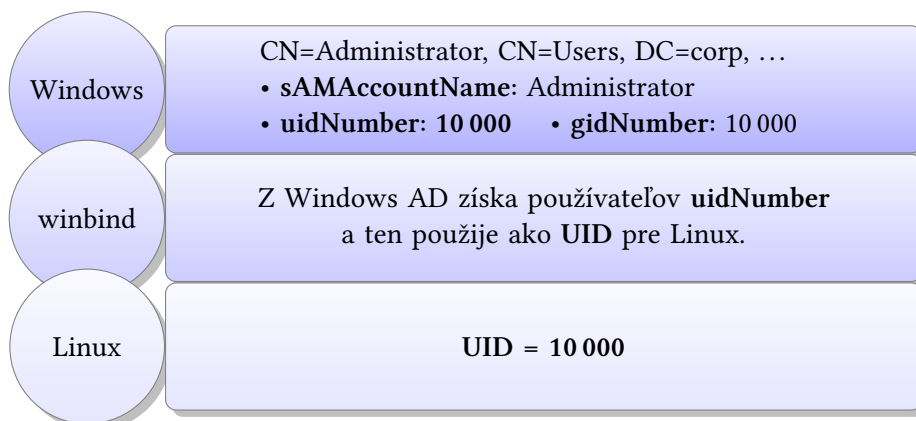 Windows
CN=Administrator, CN=Users, DC=corp, …
• sAMAccountName: Administrator
• uidNumber: 10 000 • gidNumber: 10 000
winbind
Z Windows AD získa používateľov uidNumber
a ten použije ako UID pre Linux.
Linux
UID = 10 000